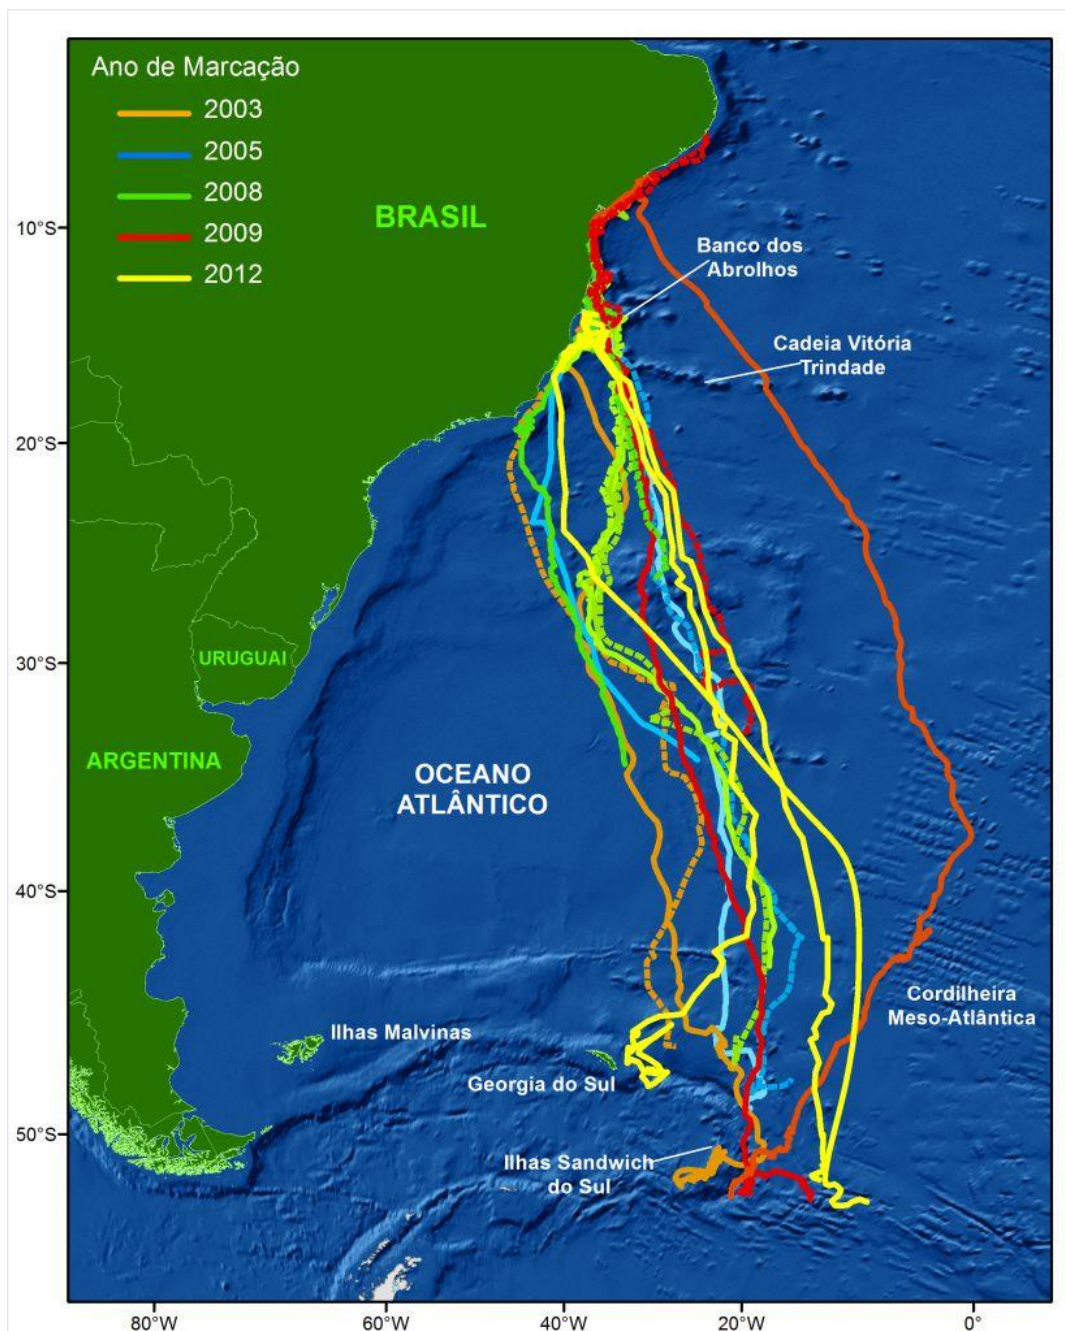 Ano de Marcação
2003
2005
2008
2009
2012
BRASIL
10°S
Banco dos
Abrolhos
Cadeia Vitória
Trindade
20°S
30°S
URUGUAI
ARGENTINA
OCEANO
ATLÂNTICO
40°S
Cordilheira
Meso-Atlântica
Ilhas Malvinas
Georgia do Sul
50°S
Ilhas Sandwich
do Sul
80°W
60°W
40°W
20°W
0°